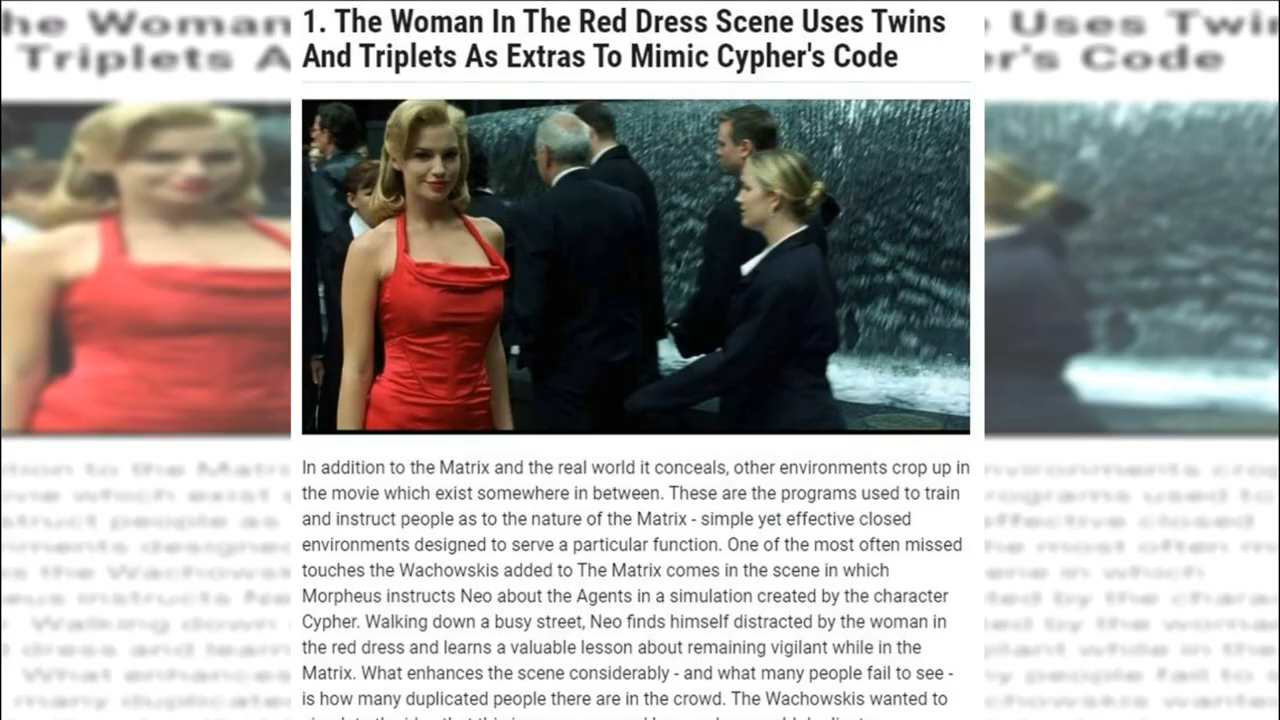 1. The Woman In The Red Dress Scene Uses Twins
And Triplets As Extras To Mimic Cypher's Code
In addition to the Matrix and the real world it conceals, other environments crop up in
the movie which exist somewhere in between. These are the programs used to train
and instruct people as to the nature of the Matrix - simple yet effective closed
environments designed to serve a particular function. One of the most often missed
touches the Wachowskis added to The Matrix comes in the scene in which
Morpheus instructs Neo about the Agents in a simulation created by the character
Cypher. Walking down a busy street, Neo finds himself distracted by the woman in
the red dress and learns a valuable lesson about remaining vigilant while in the
Matrix. What enhances the scene considerably - and what many people fail to see -
is how many duplicated people there are in the crowd. The Wachowskis wanted to